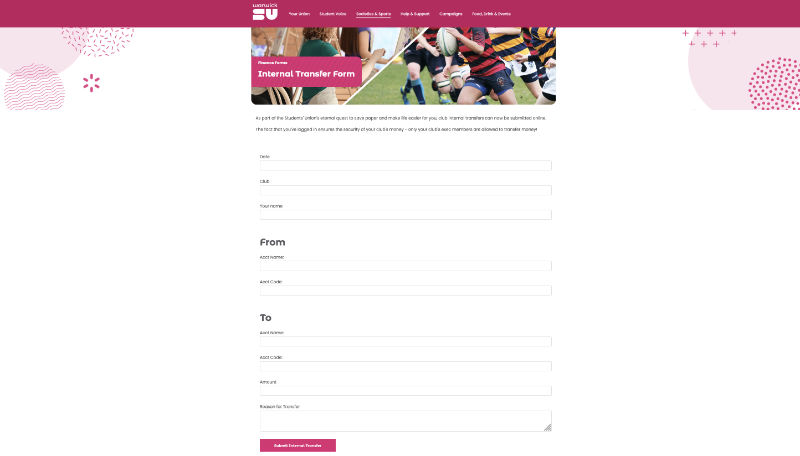 warwick
SU
Your Union
Student Voice
Societies & Sports
Help & Support
Campaigns
Food, Drink & Events
Finance Forms
Internal Transfer Form
As part of the Students' Union's eternal quest to save paper and make life easier for you, club internal transfers can now be submitted online.
The fact that you've logged in ensures the security of your club's money - only your club's exec members are allowed to transfer money!
Date
Club
Your name
From
Acct Name:
Acct Code:
To
Acct Name:
Acct Code:
Amount
Reason for Transfer
Submit Internal Transfer